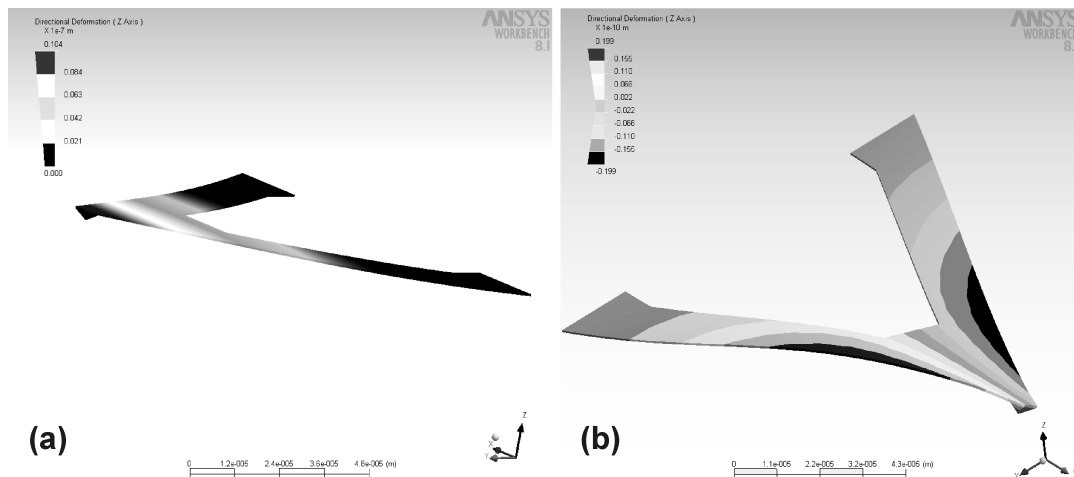 Directional Deformation ( Z Axis )
X 1e-7 m
0.104
0.084
0.063
0.042
0.021
0.000
ANSYS
WORKBENCH
8.1
(a)
Z
X
Y
0 1.2e-005 2.4e-005 3.6e-005 4.8e-005 (m)
Directional Deformation ( Z Axis )
X 1e-10 m
0.199
0.155
0.110
0.066
0.022
-0.022
-0.066
-0.110
-0.155
-0.199
ANSYS
WORKBENCH
(b)
Z
0 1.1e-005 2.2e-005 3.2e-005 4.3e-005 (m)